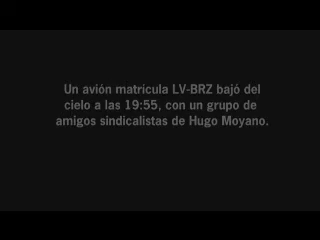 Un avión matrícula LV-BRZ bajó del
cielo a las 19:55, con un grupo de
amigos sindicalistas de Hugo Moyano.